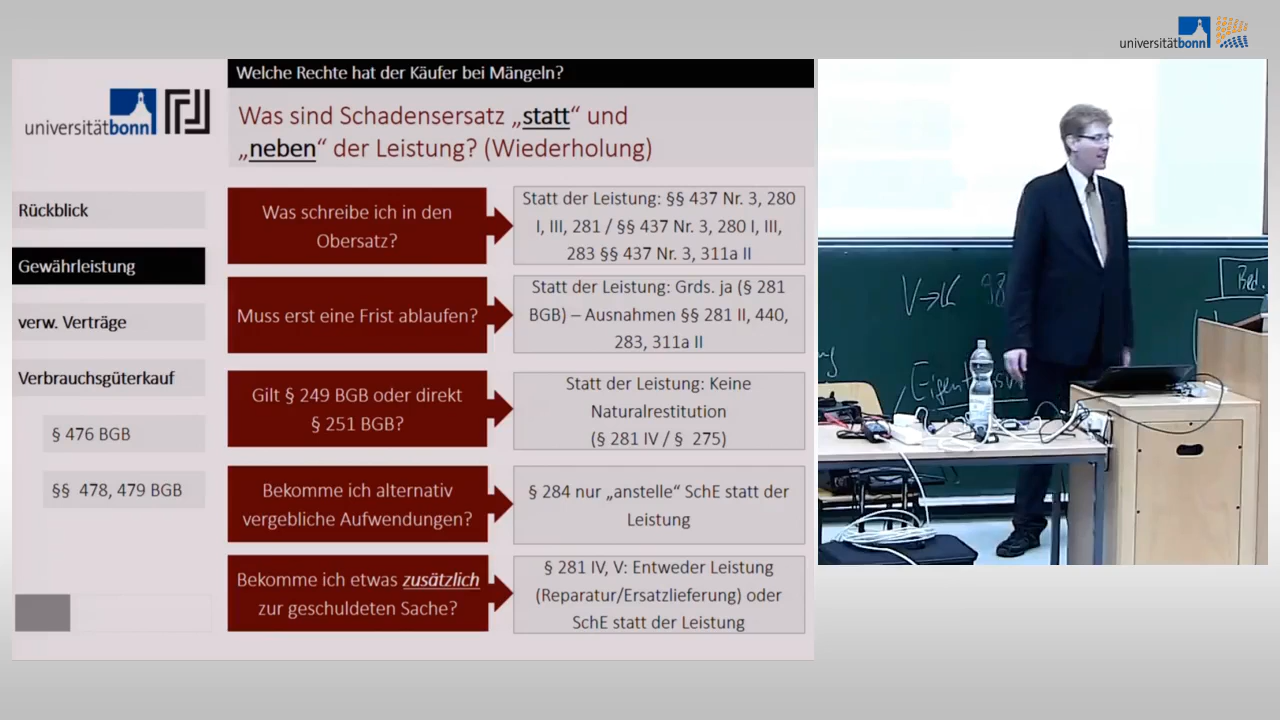 universitätbonn
Welche Rechte hat der Käufer bei Mängeln?
universitätbonn
Was sind Schadensersatz „statt“ und
„neben“ der Leistung? (Wiederholung)
Rückblick
Gewährleistung
verw. Verträge
Verbrauchsgüterkauf
§ 476 BGB
§§ 478, 479 BGB
Was schreibe ich in den
Obersatz?
Statt der Leistung: §§ 437 Nr. 3, 280
I, III, 281 / §§ 437 Nr. 3, 280 I, III,
283 §§ 437 Nr. 3, 311a II
Muss erst eine Frist ablaufen?
Statt der Leistung: Grds. ja (§ 281
BGB) – Ausnahmen §§ 281 II, 440,
283, 311a II
Gilt § 249 BGB oder direkt
§ 251 BGB?
Statt der Leistung: Keine
Naturalrestitution
(§ 281 IV / § 275)
Bekomme ich alternativ
vergebliche Aufwendungen?
§ 284 nur „anstelle“ SchE statt der
Leistung
Bekomme ich etwas zusätzlich
zur geschuldeten Sache?
§ 281 IV, V: Entweder Leistung
(Reparatur/Ersatzlieferung) oder
SchE statt der Leistung
V→K